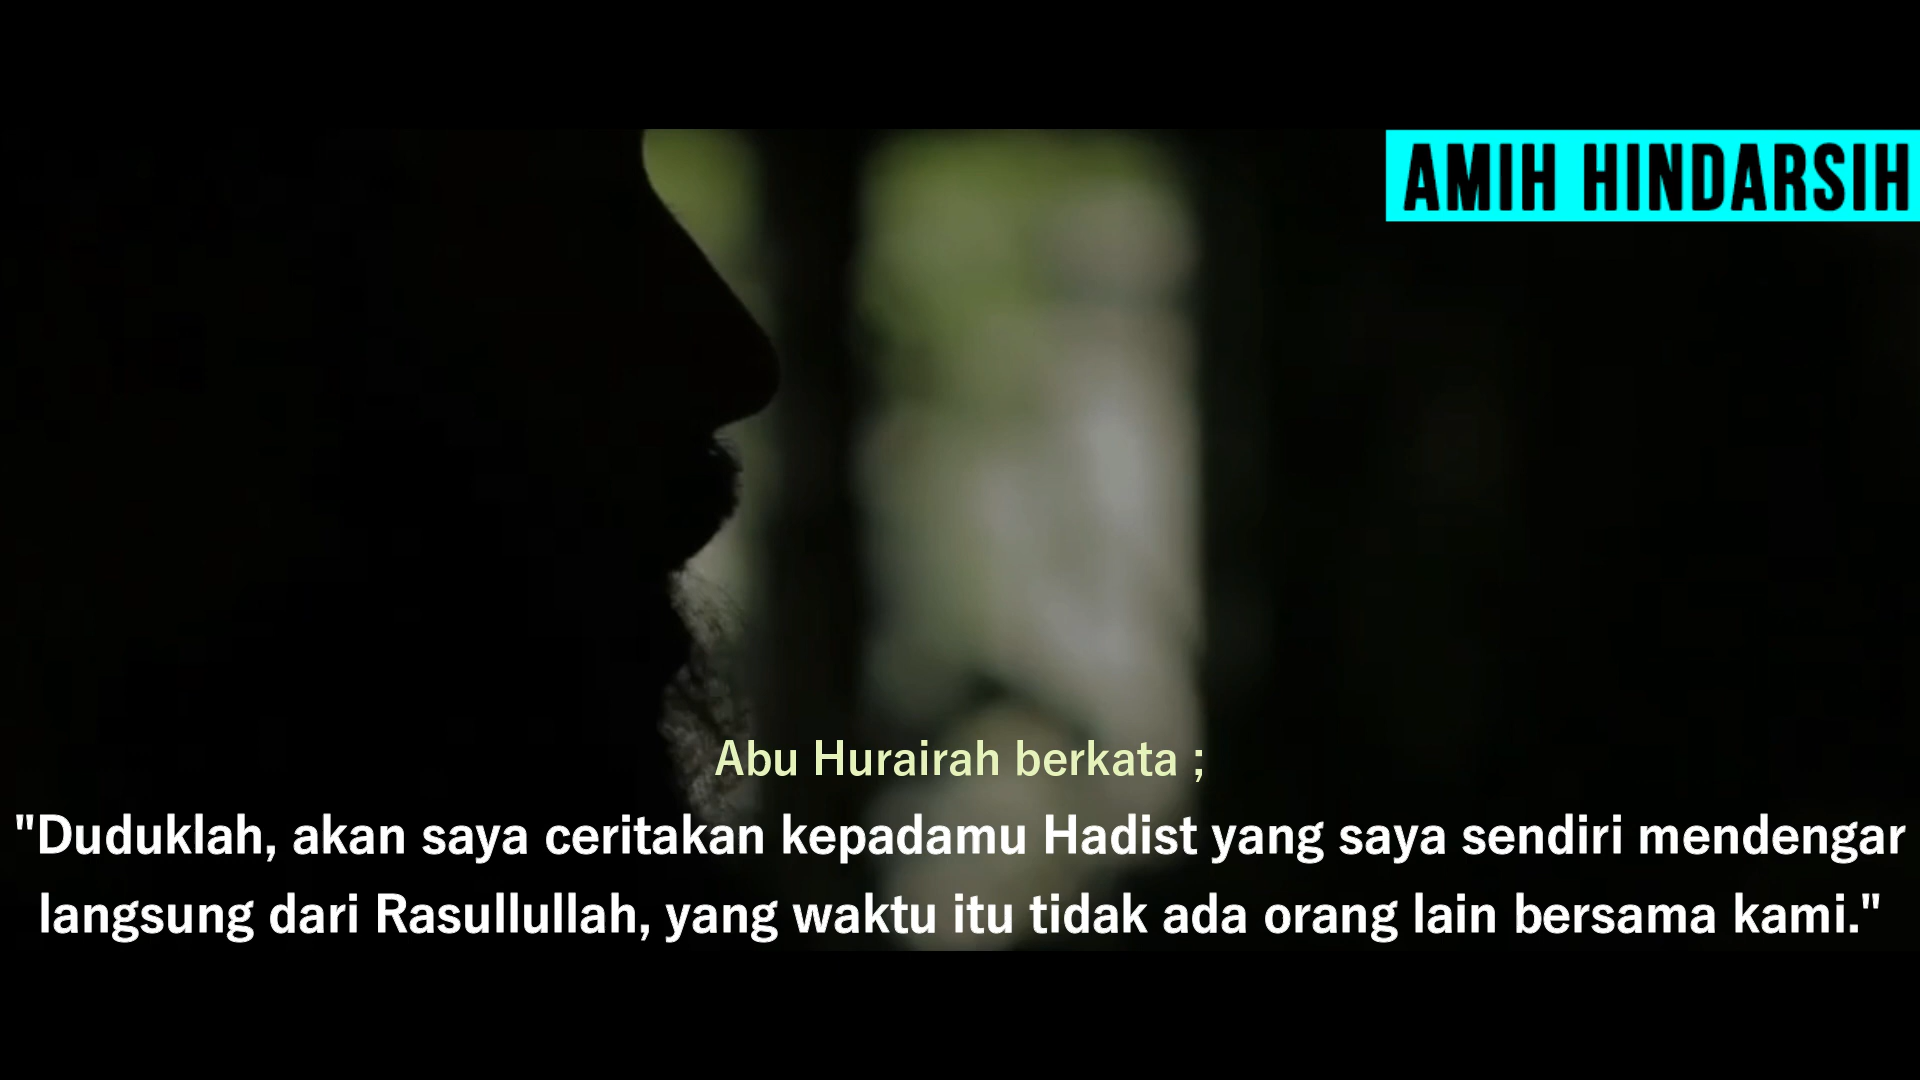 AMIH HINDARSIH
Abu Hurairah berkata ;
"Duduklah, akan saya ceritakan kepadamu Hadist yang saya sendiri mendengar
langsung dari Rasullullah, yang waktu itu tidak ada orang lain bersama kami."